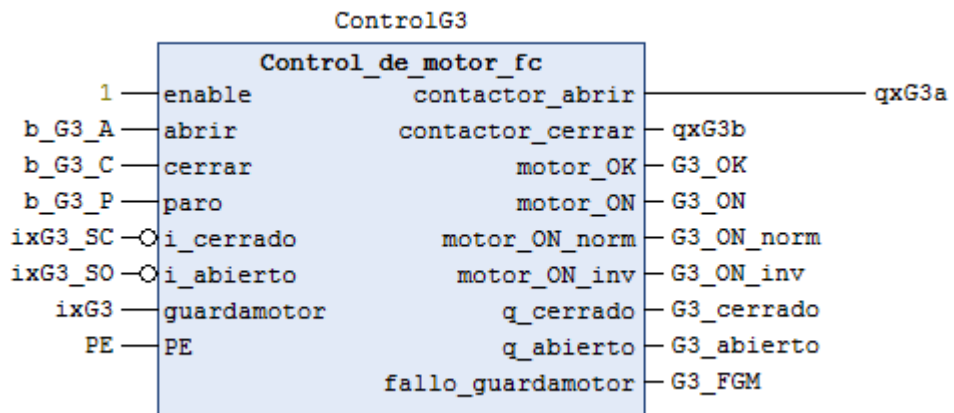 ControlG3
Control_de_motor_fc
1 enable contactor_abrir qxG3a
b_G3_A abrir contactor_cerrar qxG3b
b_G3_C cerrar motor_OK G3_OK
b_G3_P paro motor_ON G3_ON
ixG3_SC i_cerrado motor_ON_norm G3_ON_norm
ixG3_SO i_abierto motor_ON_inv G3_ON_inv
ixG3 guardamotor q_cerrado G3_cerrado
PE PE q_abierto G3_abierto
fallo_guardamotor G3_FGM